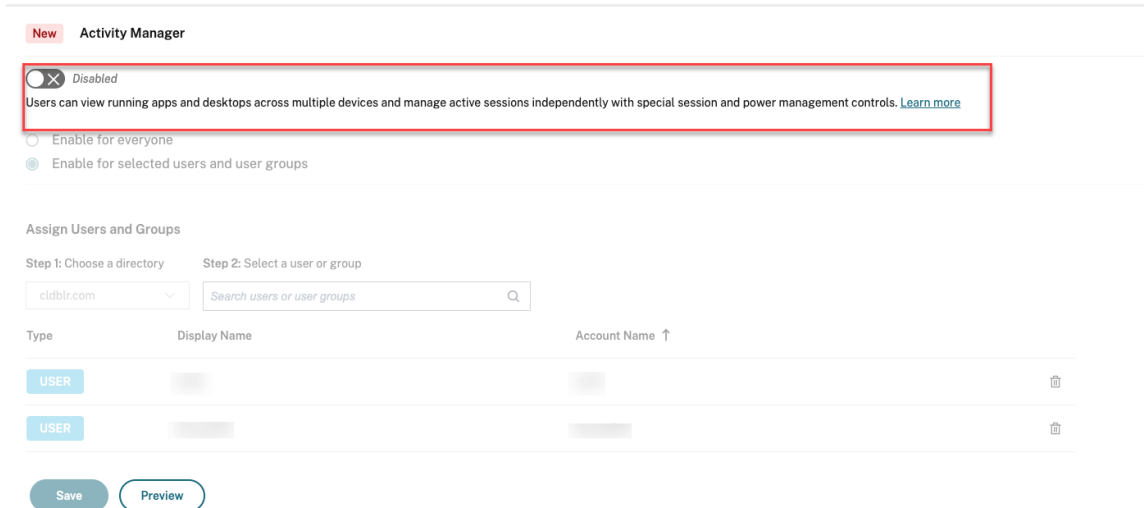 New Activity Manager
Disabled
Users can view running apps and desktops across multiple devices and manage active sessions independently with special session and power management controls. Learn more
Enable for everyone
Enable for selected users and user groups
Assign Users and Groups
Step 1: Choose a directory Step 2: Select a user or group
cldblr.com Search users or user groups
Type Display Name Account Name ↑
USER
USER
Save Preview